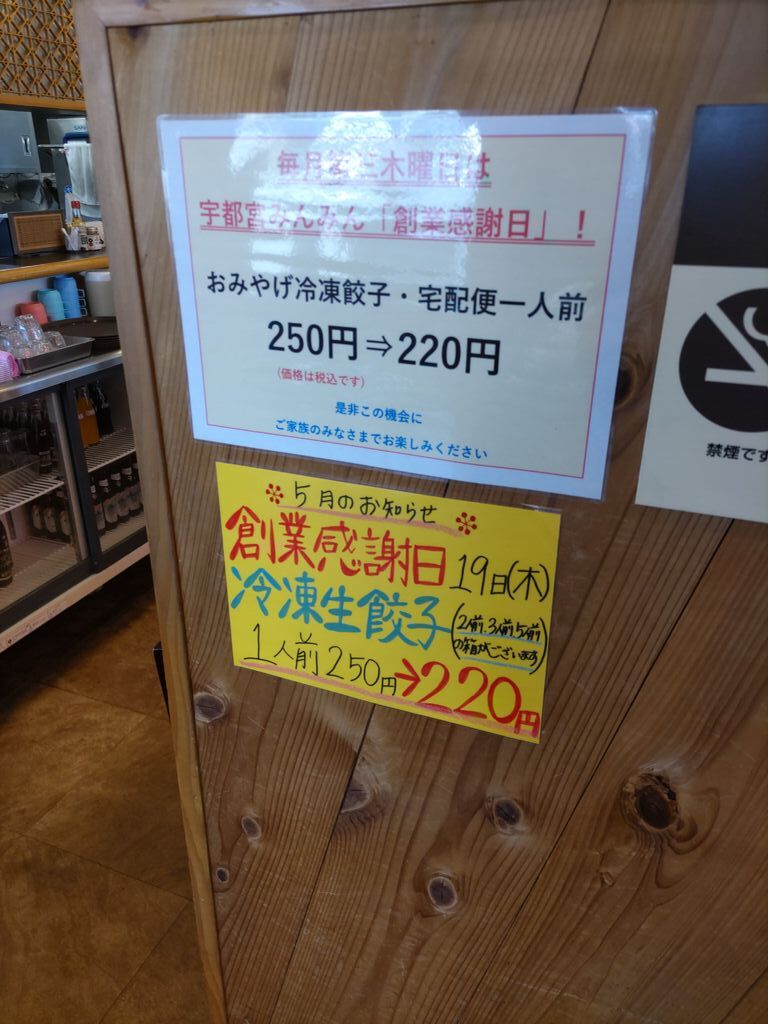 毎月第三木曜日は
宇都宮みんみん「創業感謝日」！
おみやげ冷凍餃子・宅配便一人前
250円⇒220円
（価格は税込です）
是非この機会に
ご家族のみなさまでお楽しみください
5月のお知らせ
創業感謝日 19日(木)
冷凍生餃子 (2人前.3人前.5人前の箱がございます)
1人前250円→220円
禁煙です